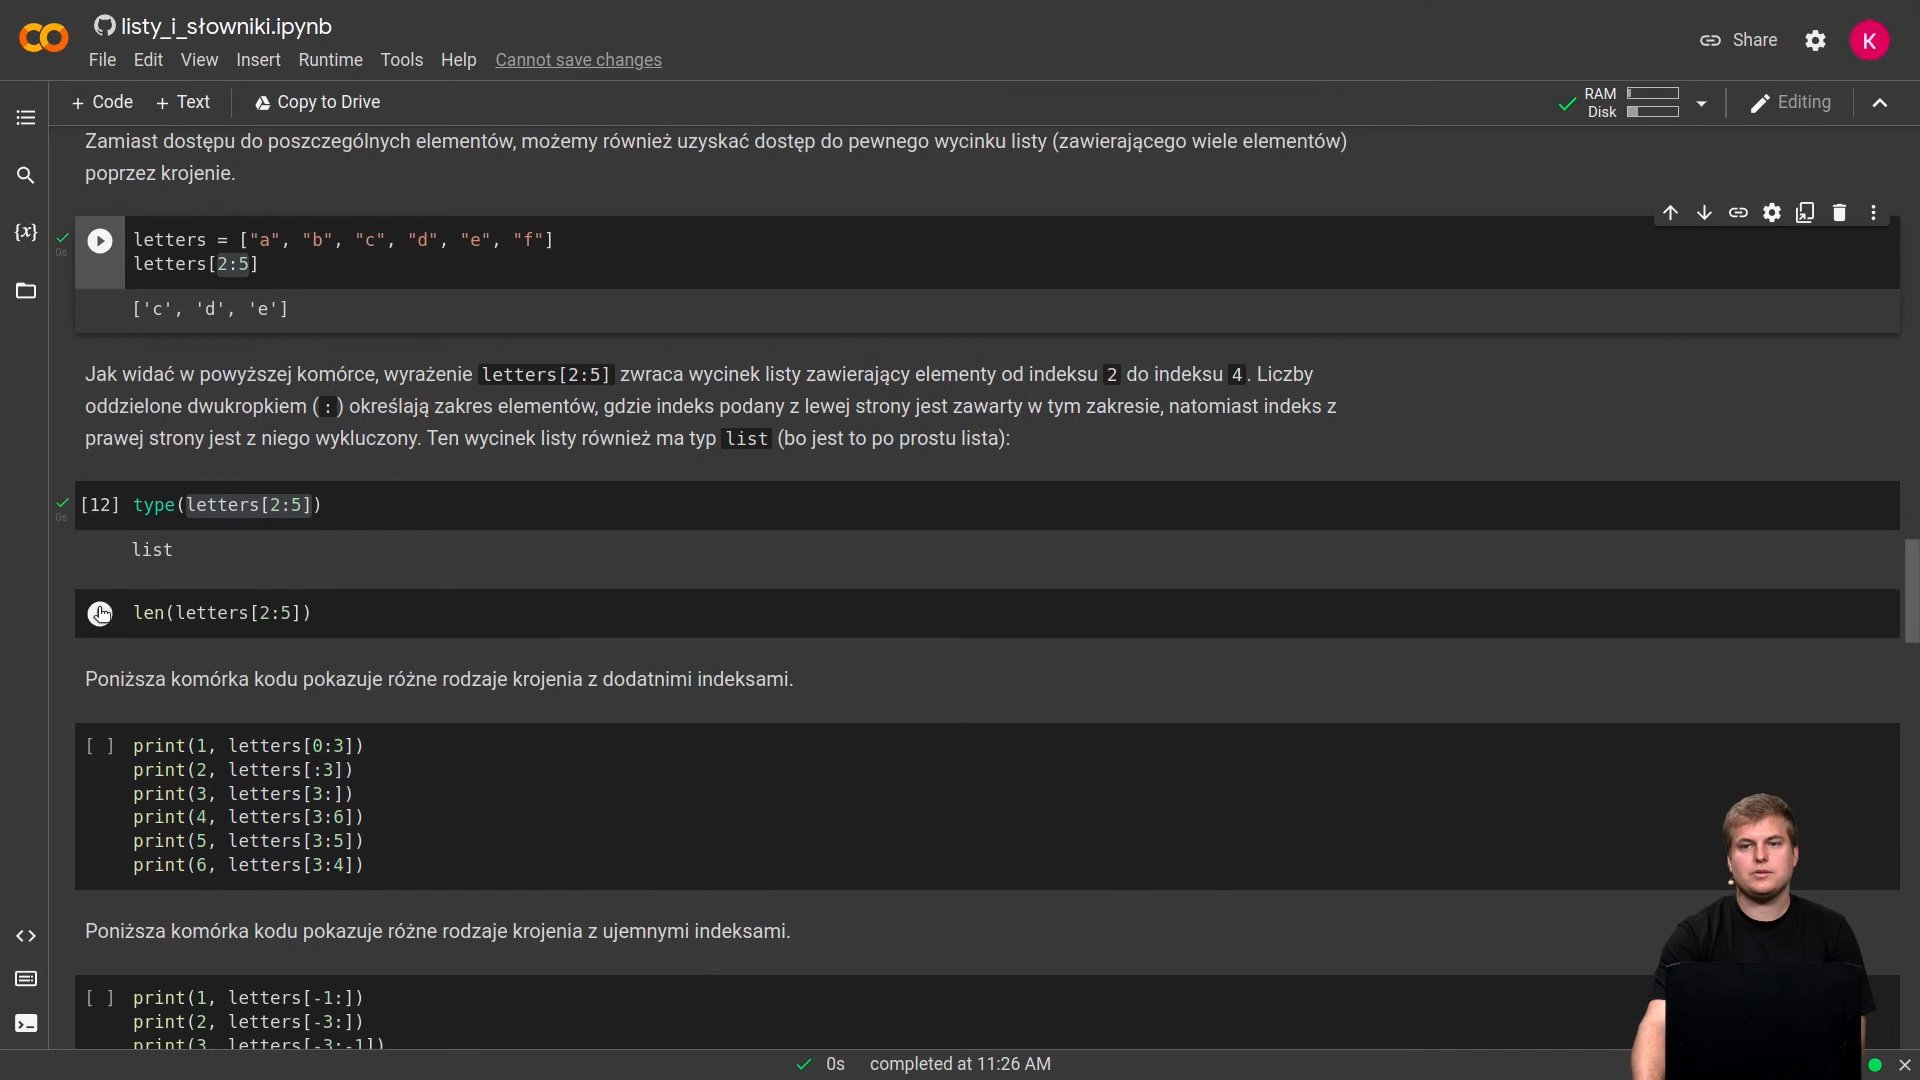 listy_i_słowniki.ipynb
File Edit View Insert Runtime Tools Help Cannot save changes
Share
K
+ Code + Text Copy to Drive
RAM
Disk
Editing
Zamiast dostępu do poszczególnych elementów, możemy również uzyskać dostęp do pewnego wycinku listy (zawierającego wiele elementów)
poprzez krojenie.
{x}
0s
letters = ["a", "b", "c", "d", "e", "f"]
letters[2:5]
['c', 'd', 'e']
Jak widać w powyższej komórce, wyrażenie letters[2:5] zwraca wycinek listy zawierający elementy od indeksu 2 do indeksu 4. Liczby
oddzielone dwukropkiem (:) określają zakres elementów, gdzie indeks podany z lewej strony jest zawarty w tym zakresie, natomiast indeks z
prawej strony jest z niego wykluczony. Ten wycinek listy również ma typ list (bo jest to po prostu lista):
[12] type(letters[2:5])
0s
list
len(letters[2:5])
Poniższa komórka kodu pokazuje różne rodzaje krojenia z dodatnimi indeksami.
[ ] print(1, letters[0:3])
print(2, letters[:3])
print(3, letters[3:])
print(4, letters[3:6])
print(5, letters[3:5])
print(6, letters[3:4])
Poniższa komórka kodu pokazuje różne rodzaje krojenia z ujemnymi indeksami.
[ ] print(1, letters[-1:])
print(2, letters[-3:])
print(3, letters[-3:-1])
0s completed at 11:26 AM